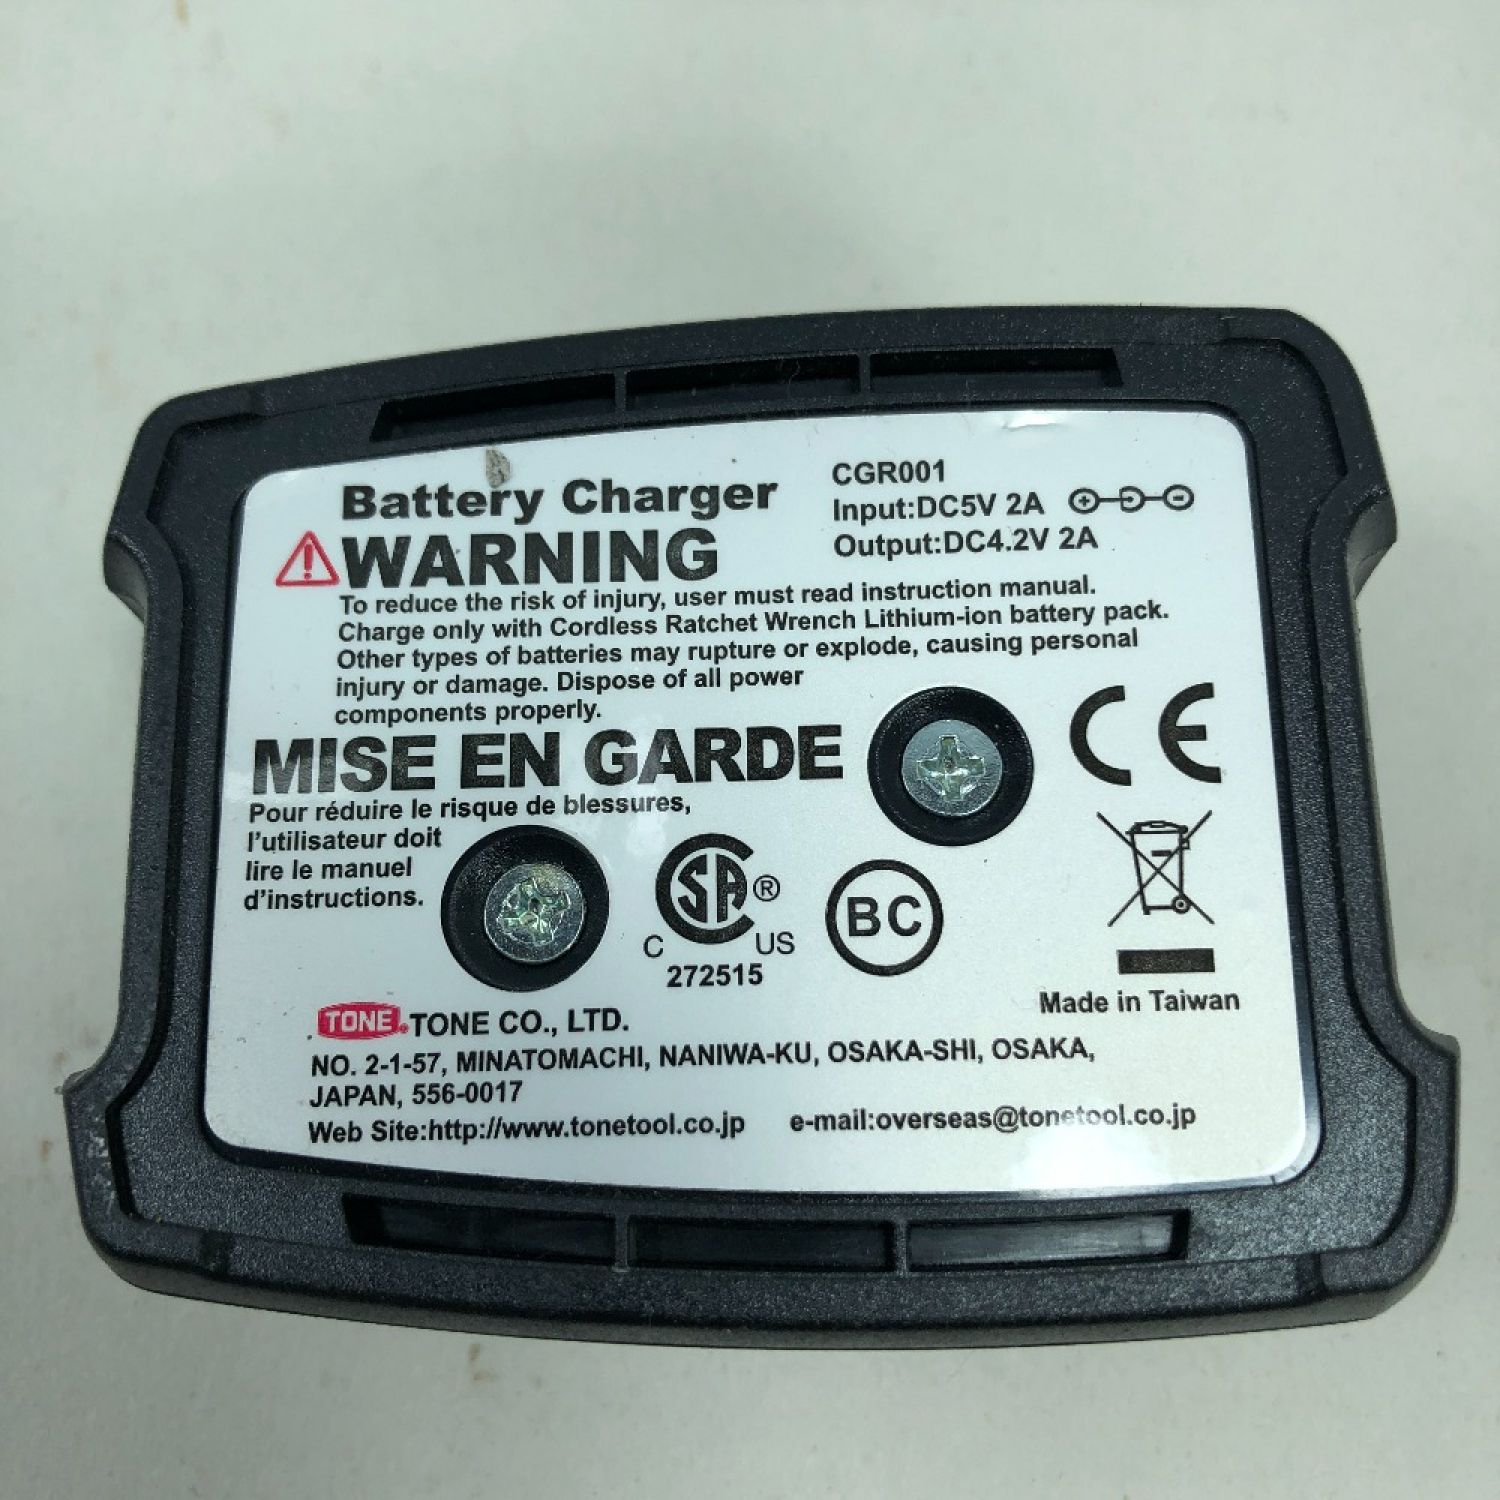 Battery Charger
CGR001
Input:DC5V 2A
Output:DC4.2V 2A
WARNING
To reduce the risk of injury, user must read instruction manual.
Charge only with Cordless Ratchet Wrench Lithium-ion battery pack.
Other types of batteries may rupture or explode, causing personal
injury or damage. Dispose of all power
components properly.
MISE EN GARDE
Pour réduire le risque de blessures,
l'utilisateur doit
lire le manuel
d'instructions.
CE
SA®
C US
272515
BC
Made in Taiwan
TONE® TONE CO., LTD.
NO. 2-1-57, MINATOMACHI, NANIWA-KU, OSAKA-SHI, OSAKA,
JAPAN, 556-0017
Web Site:http://www.tonetool.co.jp e-mail:overseas@tonetool.co.jp